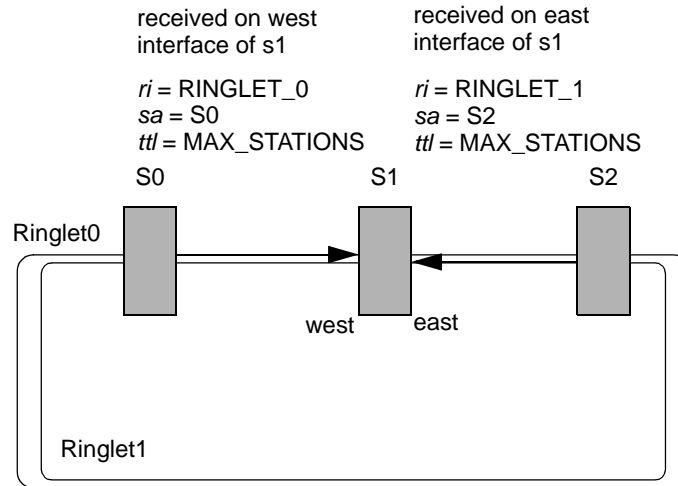 received on west
interface of s1
ri = RINGLET_0
sa = S0
ttl = MAX_STATIONS
received on east
interface of s1
ri = RINGLET_1
sa = S2
ttl = MAX_STATIONS
S0
S1
S2
Ringlet0
west
east
Ringlet1